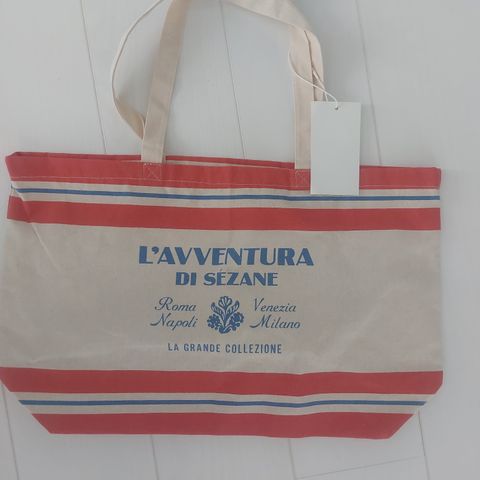 L'AVVENTURA
DI SÉZANE
Roma Venezia
Napoli Milano
LA GRANDE COLLEZIONE